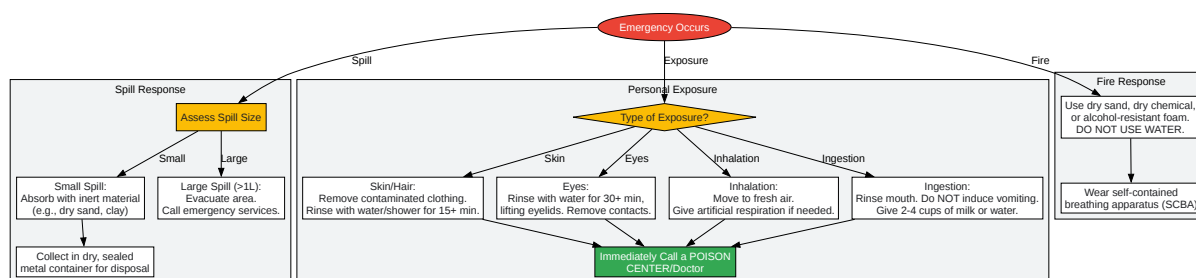 Emergency Occurs
Spill
Exposure
Fire
Spill Response
Personal Exposure
Fire Response
Assess Spill Size
Type of Exposure?
Use dry sand, dry chemical,
or alcohol-resistant foam.
DO NOT USE WATER.
Small
Large
Skin
Eyes
Inhalation
Ingestion
Small Spill:
Absorb with inert material
(e.g., dry sand, clay)
Large Spill (>1L):
Evacuate area.
Call emergency services.
Skin/Hair:
Remove contaminated clothing.
Rinse with water/shower for 15+ min.
Eyes:
Rinse with water for 30+ min,
lifting eyelids. Remove contacts.
Inhalation:
Move to fresh air.
Give artificial respiration if needed.
Ingestion:
Rinse mouth. Do NOT induce vomiting.
Give 2-4 cups of milk or water.
Wear self-contained
breathing apparatus (SCBA)
Collect in dry, sealed
metal container for disposal
Immediately Call a POISON
CENTER/Doctor